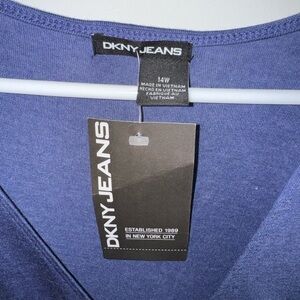 DKNY JEANS
14W
MADE IN VIETNAM
HECHO EN VIETNAM
FABRIQUÉ AU
VIETNAM
DKNY JEANS
ESTABLISHED 1989
IN NEW YORK CITY